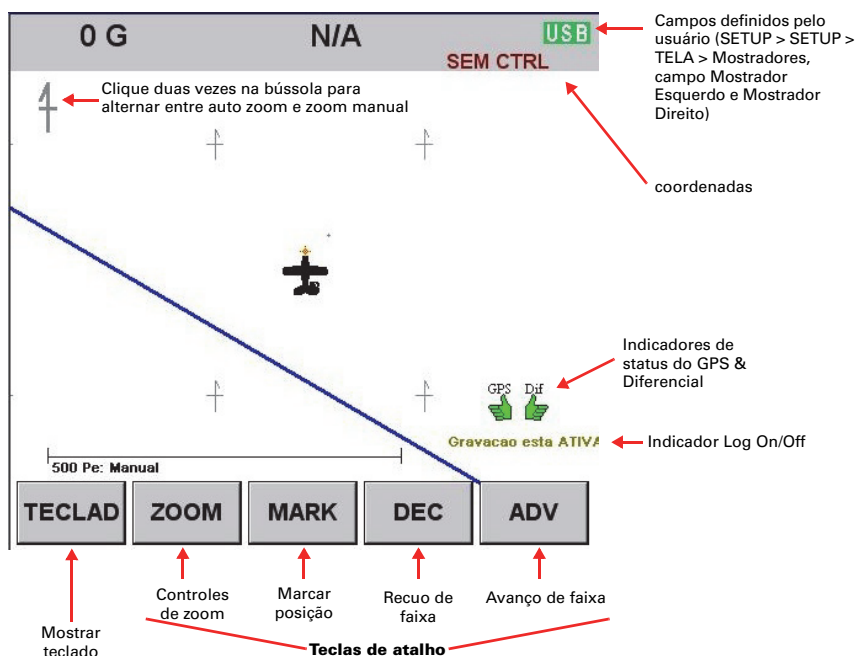 0 G
N/A
USB
SEM CTRL
Campos definidos pelo
usuário (SETUP > SETUP >
TELA > Mostradores,
campo Mostrador
Esquerdo e Mostrador
Direito)
Clique duas vezes na bússola para
alternar entre auto zoom e zoom manual
coordenadas
Indicadores de
status do GPS &
Diferencial
GPS Dif
Gravacao esta ATIVA
Indicador Log On/Off
500 Pe: Manual
TECLAD
ZOOM
MARK
DEC
ADV
Controles
de zoom
Marcar
posição
Recuo de
faixa
Avanço de faixa
Mostrar
teclado
Teclas de atalho